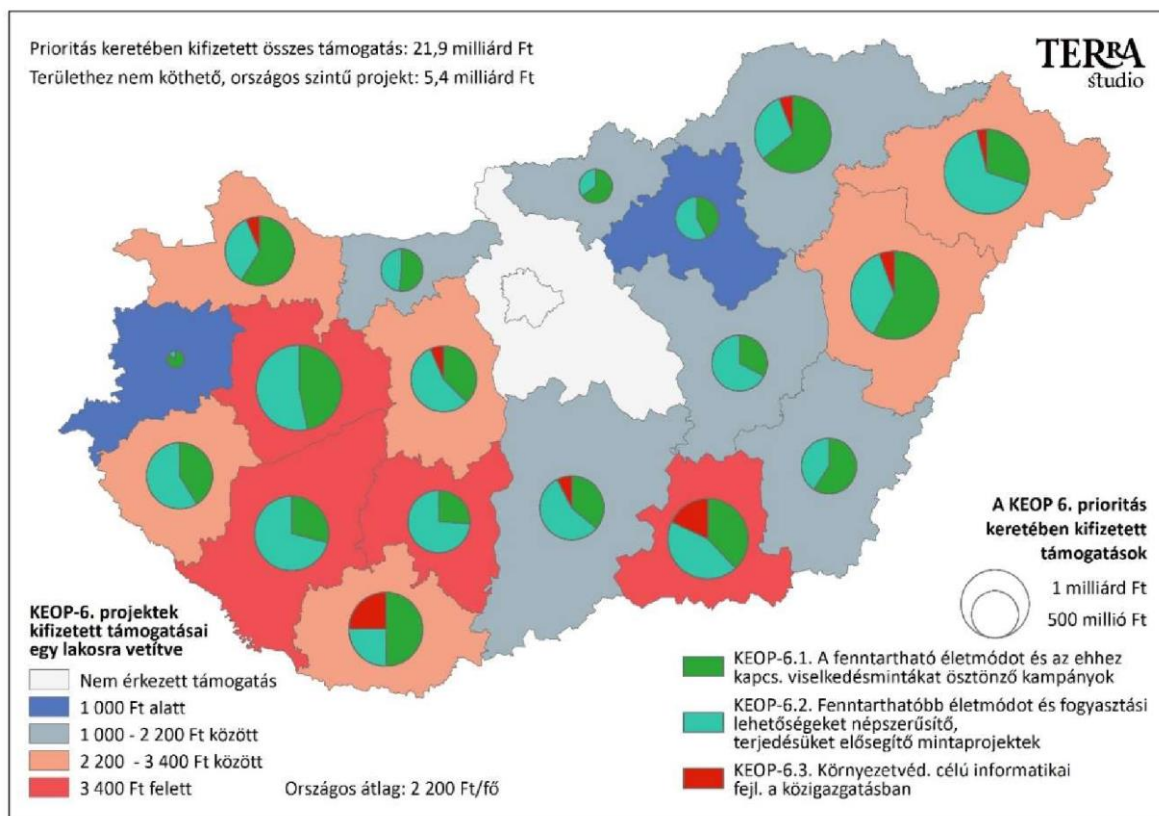 Prioritás keretében kifizetett összes támogatás: 21,9 milliárd Ft
Területhez nem köthető, országos szintű projekt: 5,4 milliárd Ft
TERRA
studio
A KEOP 6. prioritás
keretében kifizetett
támogatások
1 milliárd Ft
500 millió Ft
KEOP-6. projektek
kifizetett támogatásai
egy lakosra vetítve
Nem érkezett támogatás
1 000 Ft alatt
1 000 - 2 200 Ft között
2 200 - 3 400 Ft között
3 400 Ft felett
Országos átlag: 2 200 Ft/fő
KEOP-6.1. A fenntartható életmódot és az ehhez
kapcs. viselkedésmintákat ösztönző kampányok
KEOP-6.2. Fenntarthatóbb életmódot és fogyasztási
lehetőségeket népszerűsítő,
terjedésüket elősegítő mintaprojektek
KEOP-6.3. Környezetvéd. célú informatikai
fejl. a közigazgatásban